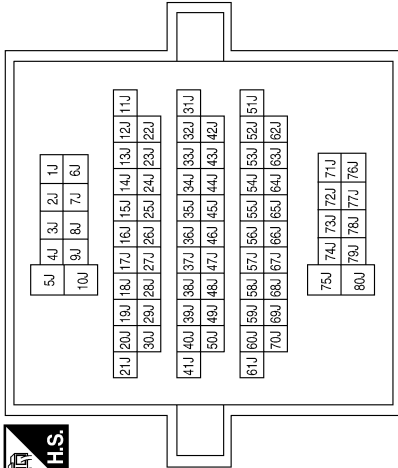 H.S.
5J 4J 3J 2J 1J
10J 9J 8J 7J 6J
21J 20J 19J 18J 17J 16J 15J 14J 13J 12J 11J
30J 29J 28J 27J 26J 25J 24J 23J 22J
41J 40J 39J 38J 37J 36J 35J 34J 33J 32J 31J
50J 49J 48J 47J 46J 45J 44J 43J 42J
61J 60J 59J 58J 57J 56J 55J 54J 53J 52J 51J
70J 69J 68J 67J 66J 65J 64J 63J 62J
75J 74J 73J 72J 71J
80J 79J 78J 77J 76J